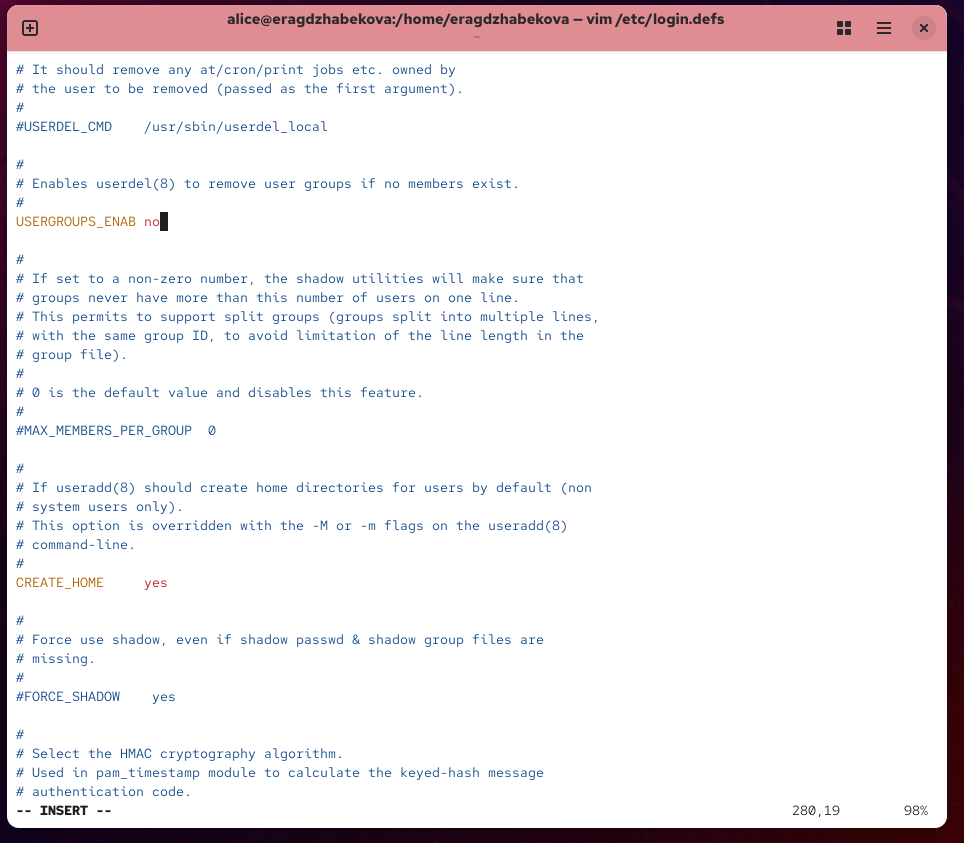 alice@eragdzhabekova:/home/eragdzhabekova — vim /etc/login.defs
~
# It should remove any at/cron/print jobs etc. owned by
# the user to be removed (passed as the first argument).
#
#USERDEL_CMD    /usr/sbin/userdel_local

#
# Enables userdel(8) to remove user groups if no members exist.
#
USERGROUPS_ENAB no

#
# If set to a non-zero number, the shadow utilities will make sure that
# groups never have more than this number of users on one line.
# This permits to support split groups (groups split into multiple lines,
# with the same group ID, to avoid limitation of the line length in the
# group file).
#
# 0 is the default value and disables this feature.
#
#MAX_MEMBERS_PER_GROUP  0

#
# If useradd(8) should create home directories for users by default (non
# system users only).
# This option is overridden with the -M or -m flags on the useradd(8)
# command-line.
#
CREATE_HOME     yes

#
# Force use shadow, even if shadow passwd & shadow group files are
# missing.
#
#FORCE_SHADOW    yes

#
# Select the HMAC cryptography algorithm.
# Used in pam_timestamp module to calculate the keyed-hash message
# authentication code.
-- INSERT --    280,19    98%